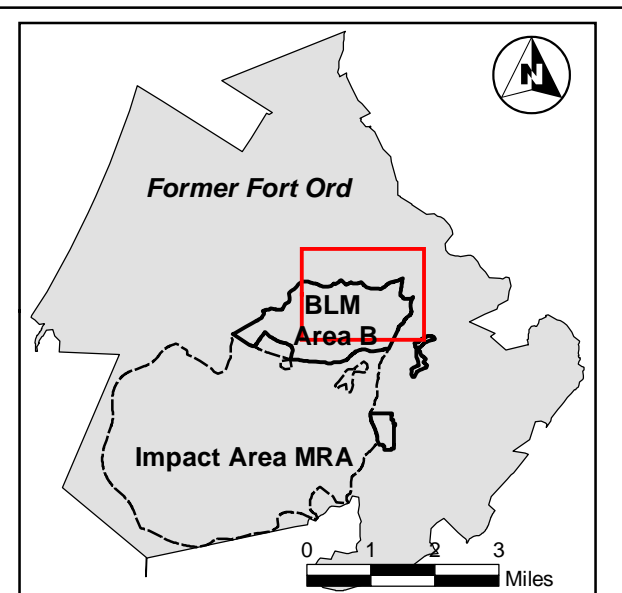 N
Former Fort Ord
BLM
Area B
Impact Area MRA
0 1 2 3
Miles